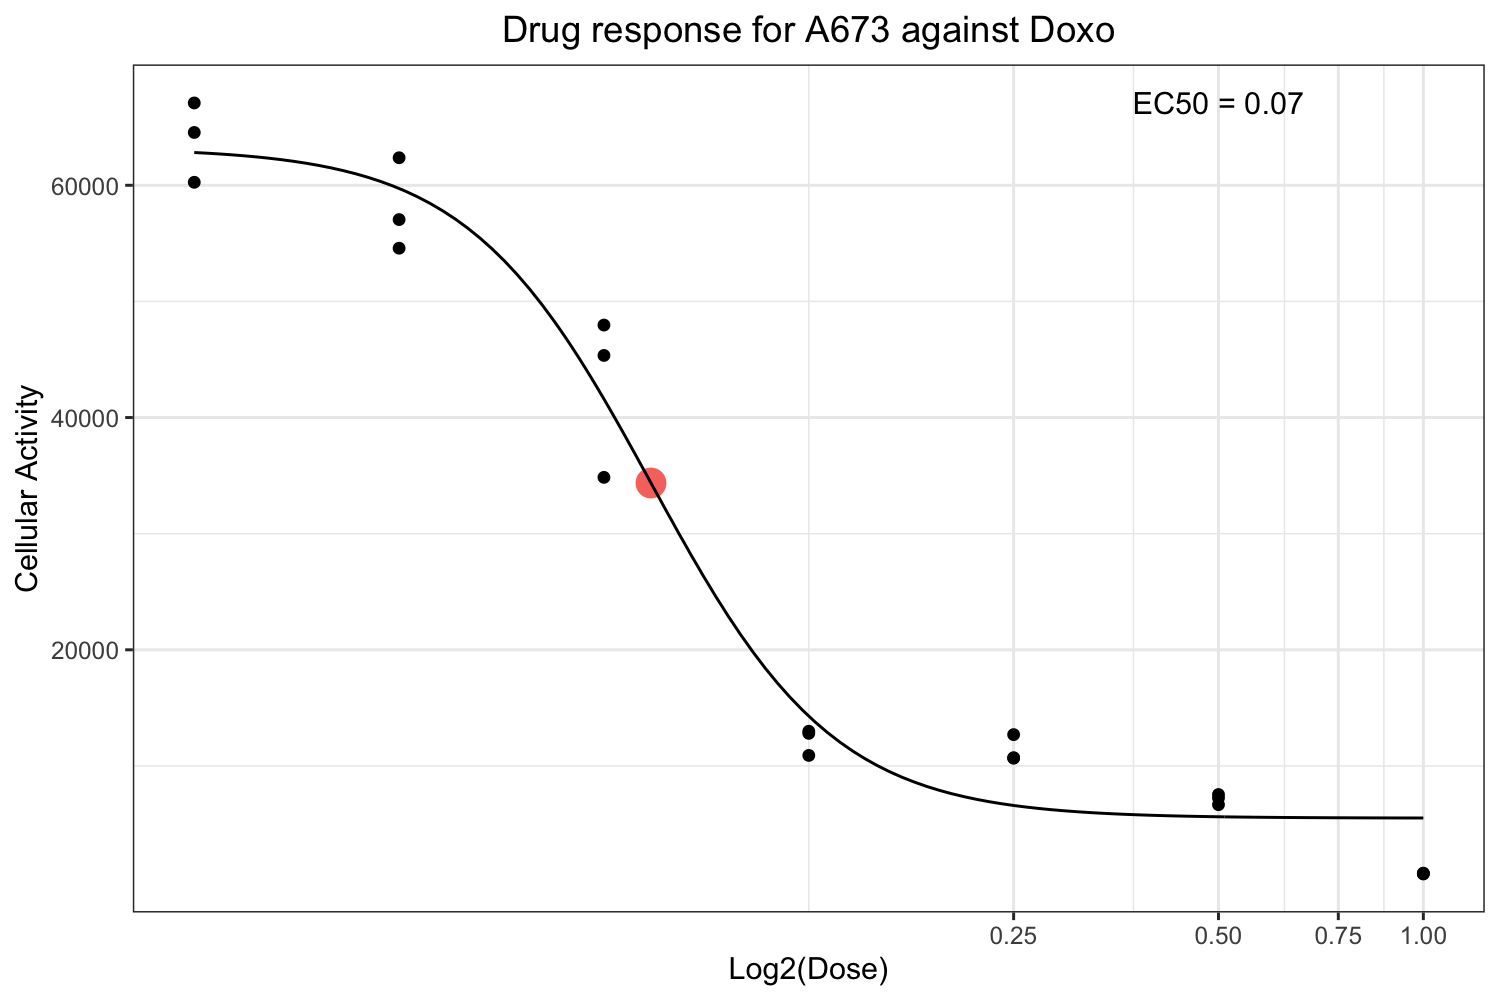 Drug response for A673 against Doxo
EC50 = 0.07
60000
40000
20000
Cellular Activity
0.25 0.50 0.75 1.00
Log2(Dose)